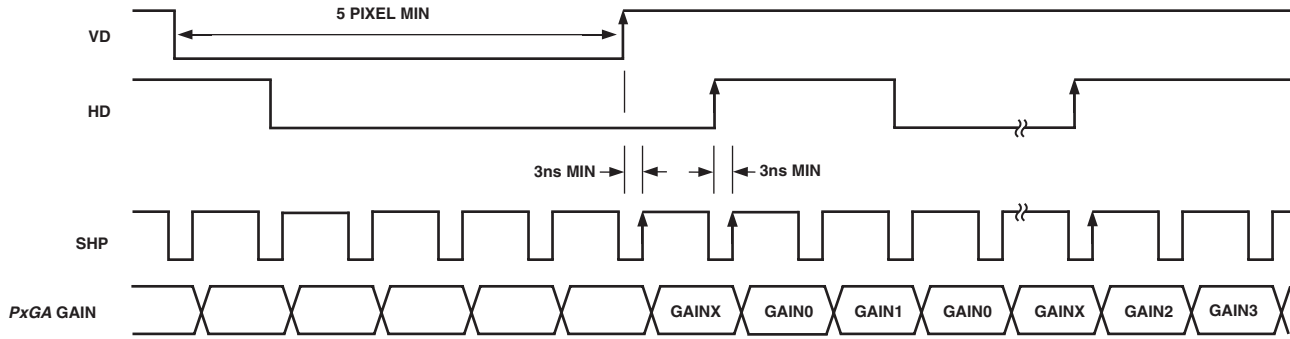 5 PIXEL MIN
VD
HD
3ns MIN
3ns MIN
SHP
PxGA GAIN
GAINX
GAIN0
GAIN1
GAIN0
GAINX
GAIN2
GAIN3